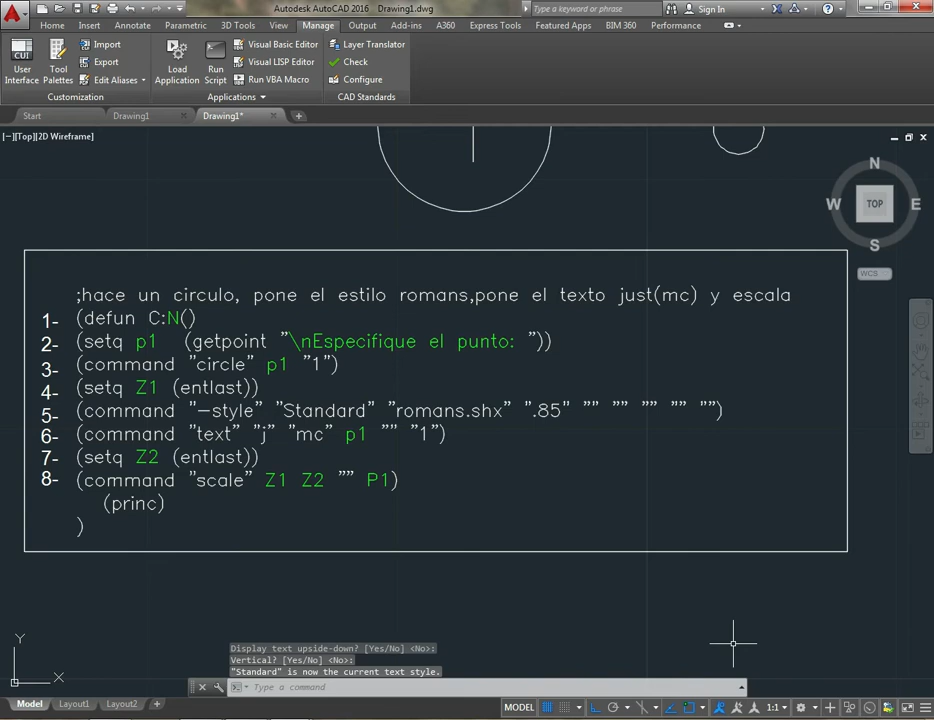 Autodesk AutoCAD 2016 Drawing1.dwg
Type a keyword or phrase
Sign In
Home Insert Annotate Parametric 3D Tools View Manage Output Add-ins A360 Express Tools Featured Apps BIM 360 Performance
CUI
User Interface
Tool Palettes
Import
Export
Edit Aliases
Customization
Load Application
Run Script
Visual Basic Editor
Visual LISP Editor
Run VBA Macro
Applications
Layer Translator
Check
Configure
CAD Standards
Start Drawing1 Drawing1*
[−][Top][2D Wireframe]
N
W TOP E
S
WCS
;hace un circulo, pone el estilo romans,pone el texto just(mc) y escala
1- (defun C:N()
2- (setq p1 (getpoint "\nEspecifique el punto: "))
3- (command "circle" p1 "1")
4- (setq Z1 (entlast))
5- (command "-style" "Standard" "romans.shx" ".85" "" "" "" "" "")
6- (command "text" "j" "mc" p1 "" "1")
7- (setq Z2 (entlast))
8- (command "scale" Z1 Z2 "" P1)
(princ)
)
Y
X
Display text upside-down? [Yes/No] <No>:
Vertical? [Yes/No] <No>:
"Standard" is now the current text style.
Type a command
Model Layout1 Layout2
MODEL 1:1